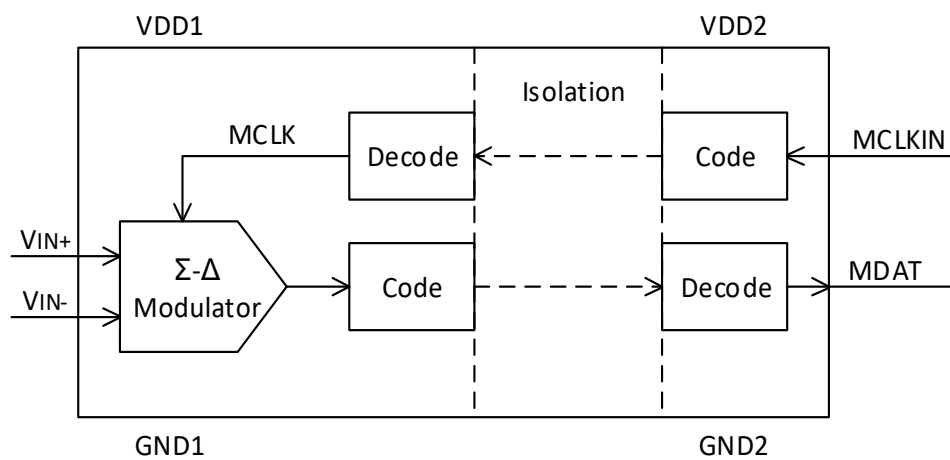 VDD1
VDD2
Isolation
MCLK
MCLKIN
Decode
Code
VIN+
Σ-Δ
Modulator
VIN-
Code
Decode
MDAT
GND1
GND2